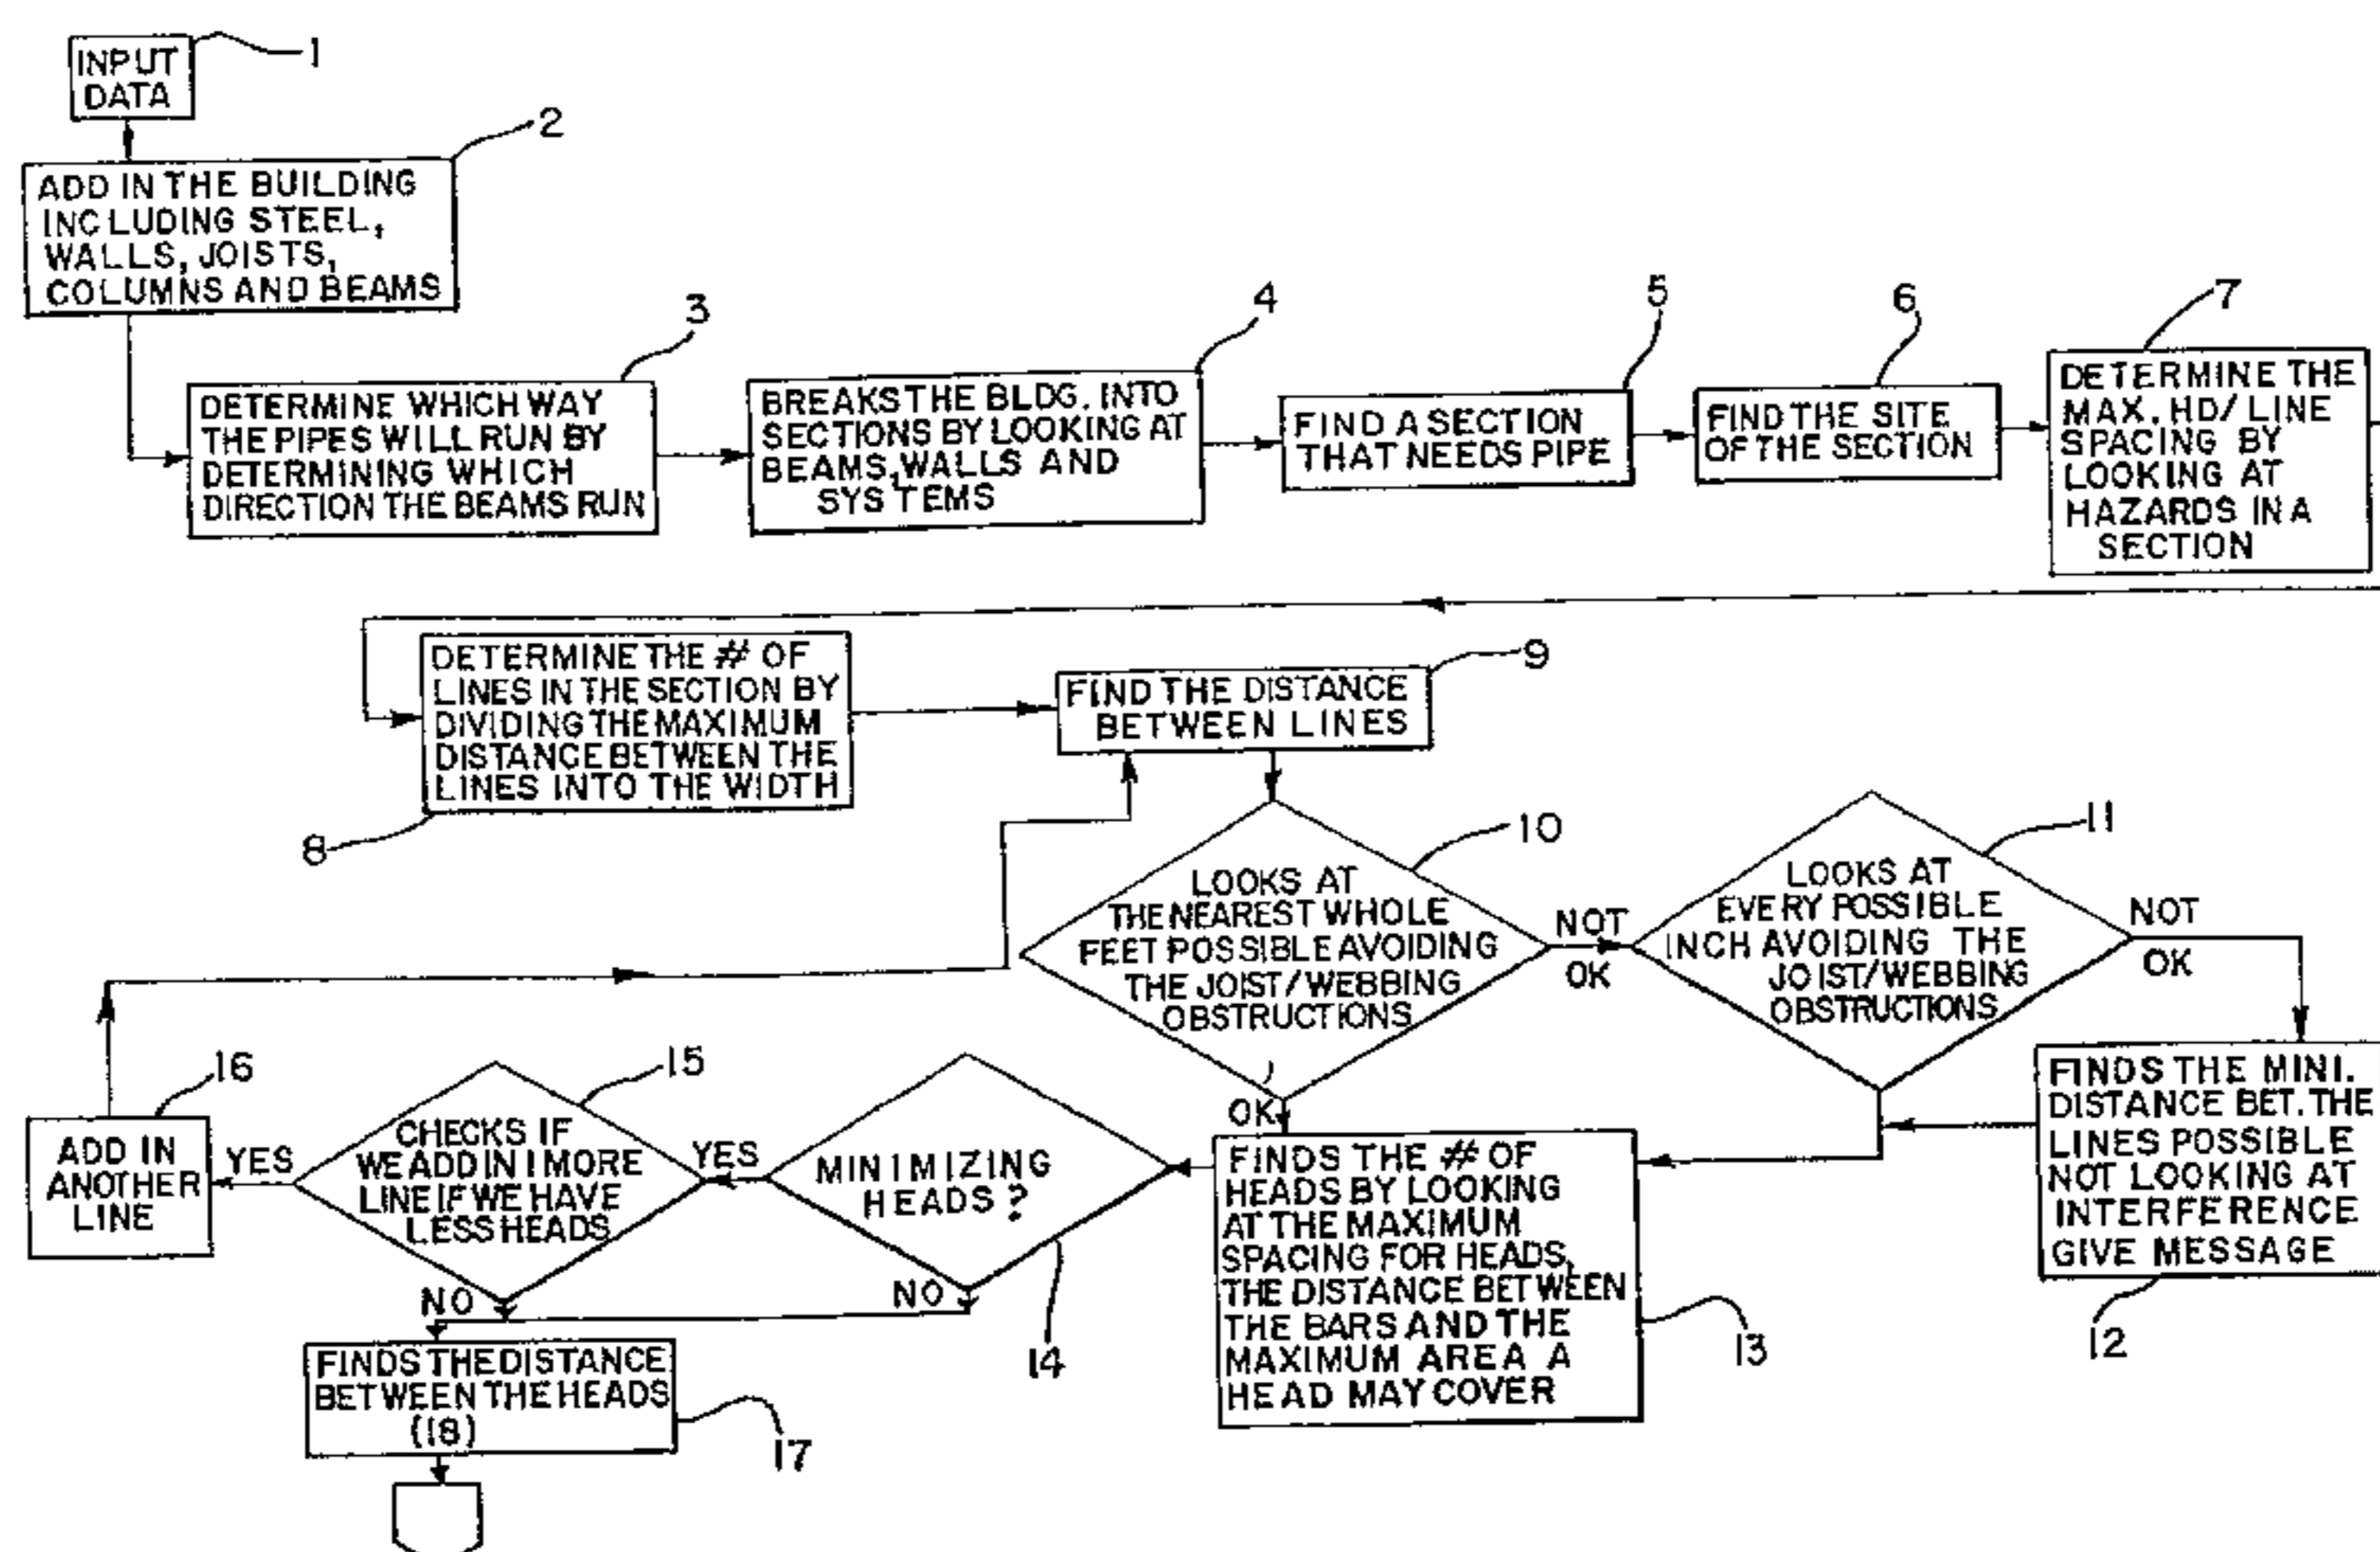 INPUT
DATA
1
ADD IN THE BUILDING
INCLUDING STEEL,
WALLS, JOISTS,
COLUMNS AND BEAMS
2
DETERMINE WHICH WAY
THE PIPES WILL RUN BY
DETERMINING WHICH
DIRECTION THE BEAMS RUN
3
BREAKS THE BLDG. INTO
SECTIONS BY LOOKING AT
BEAMS, WALLS AND
SYSTEMS
4
FIND A SECTION
THAT NEEDS PIPE
5
FIND THE SITE
OF THE SECTION
6
DETERMINE THE
MAX. HD/LINE
SPACING BY
LOOKING AT
HAZARDS IN A
SECTION
7
DETERMINE THE # OF
LINES IN THE SECTION BY
DIVIDING THE MAXIMUM
DISTANCE BETWEEN THE
LINES INTO THE WIDTH
8
FIND THE DISTANCE
BETWEEN LINES
9
LOOKS AT
THE NEAREST WHOLE
FEET POSSIBLE AVOIDING
THE JOIST/WEBBING
OBSTRUCTIONS
10
NOT
OK
OK
LOOKS AT
EVERY POSSIBLE
INCH AVOIDING THE
JOIST/WEBBING
OBSTRUCTIONS
11
NOT
OK
FINDS THE MINI.
DISTANCE BET. THE
LINES POSSIBLE
NOT LOOKING AT
INTERFERENCE
GIVE MESSAGE
12
FINDS THE # OF
HEADS BY LOOKING
AT THE MAXIMUM
SPACING FOR HEADS,
THE DISTANCE BETWEEN
THE BARS AND THE
MAXIMUM AREA A
HEAD MAY COVER
13
MINIMIZING
HEADS?
14
YES
NO
CHECKS IF
WE ADD IN 1 MORE
LINE IF WE HAVE
LESS HEADS
15
YES
NO
ADD IN
ANOTHER
LINE
16
FINDS THE DISTANCE
BETWEEN THE HEADS
(18)
17